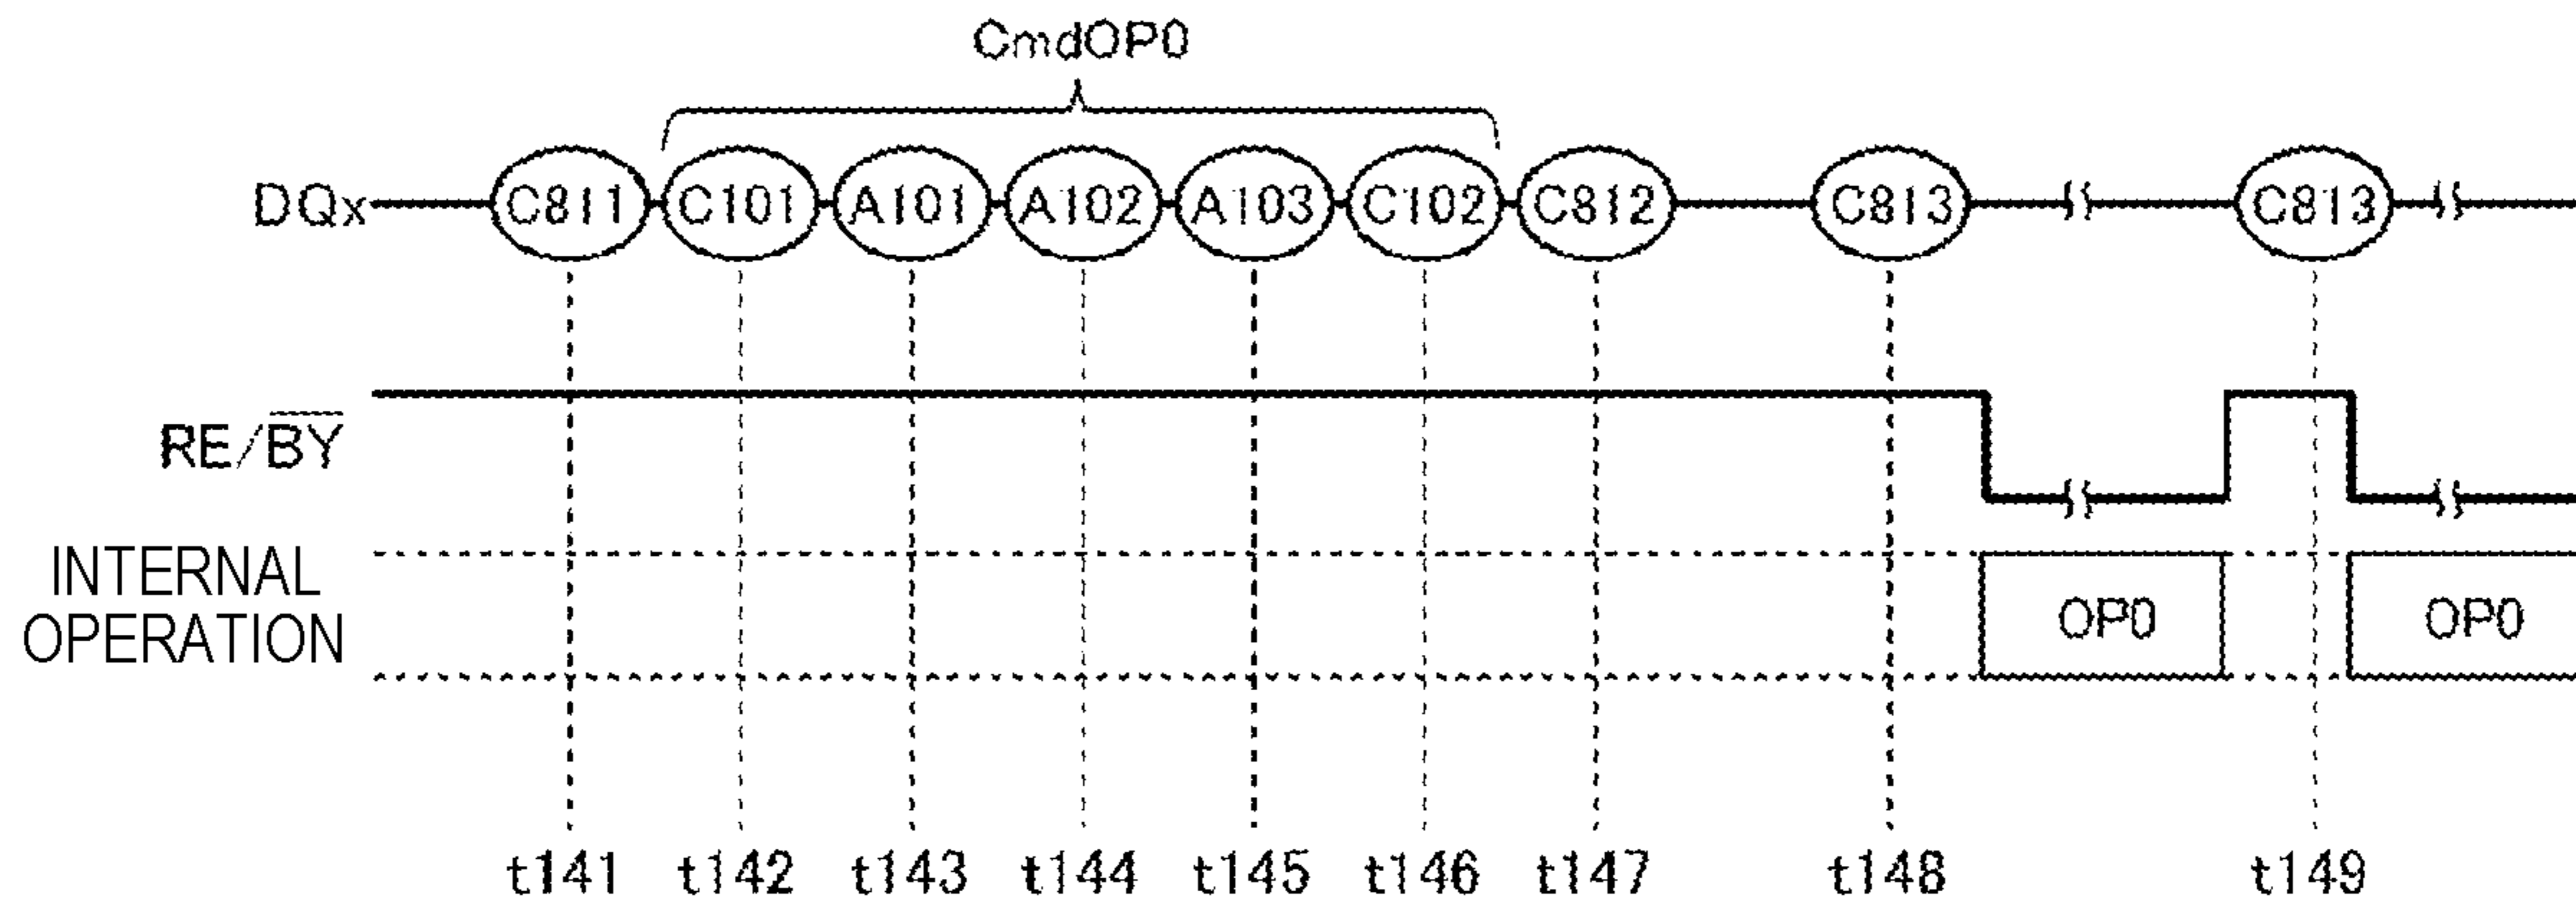 CmdOP0
DQx C811 C101 A101 A102 A103 C102 C812 C813 C813
RE/B̅Y̅
INTERNAL
OPERATION
OP0 OP0
t141 t142 t143 t144 t145 t146 t147 t148 t149